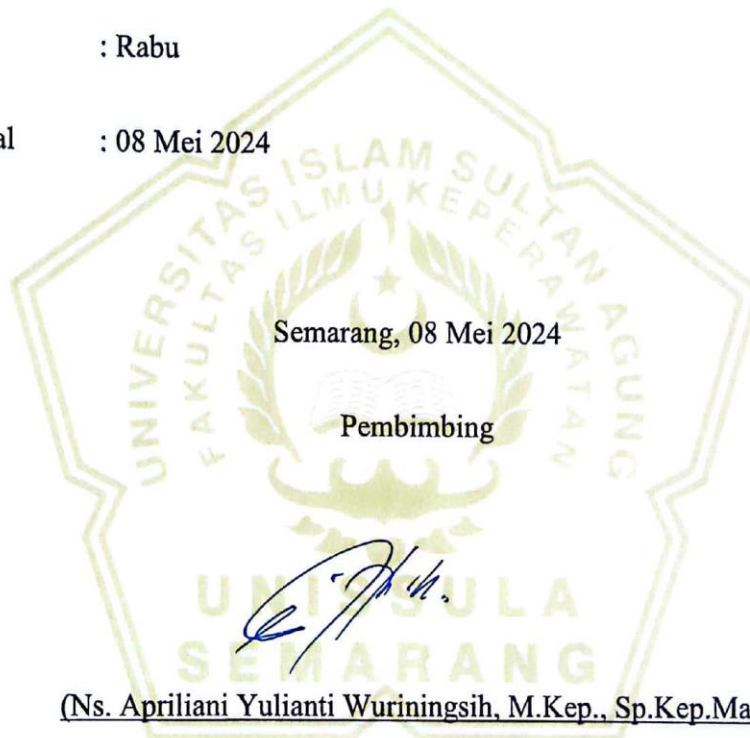 : Rabu
al : 08 Mei 2024
UNIVERSITAS ISLAM SULTAN AGUNG
FAKULTAS ILMU KEPERAWATAN
Semarang, 08 Mei 2024
Pembimbing
UNISSULA
SEMARANG
(Ns. Apriliani Yulianti Wuriningsih, M.Kep., Sp.Kep.Ma